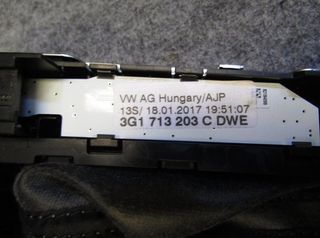 VW AG Hungary/AJP
13S/ 18.01.2017 19:51:07
3G1 713 203 C DWE